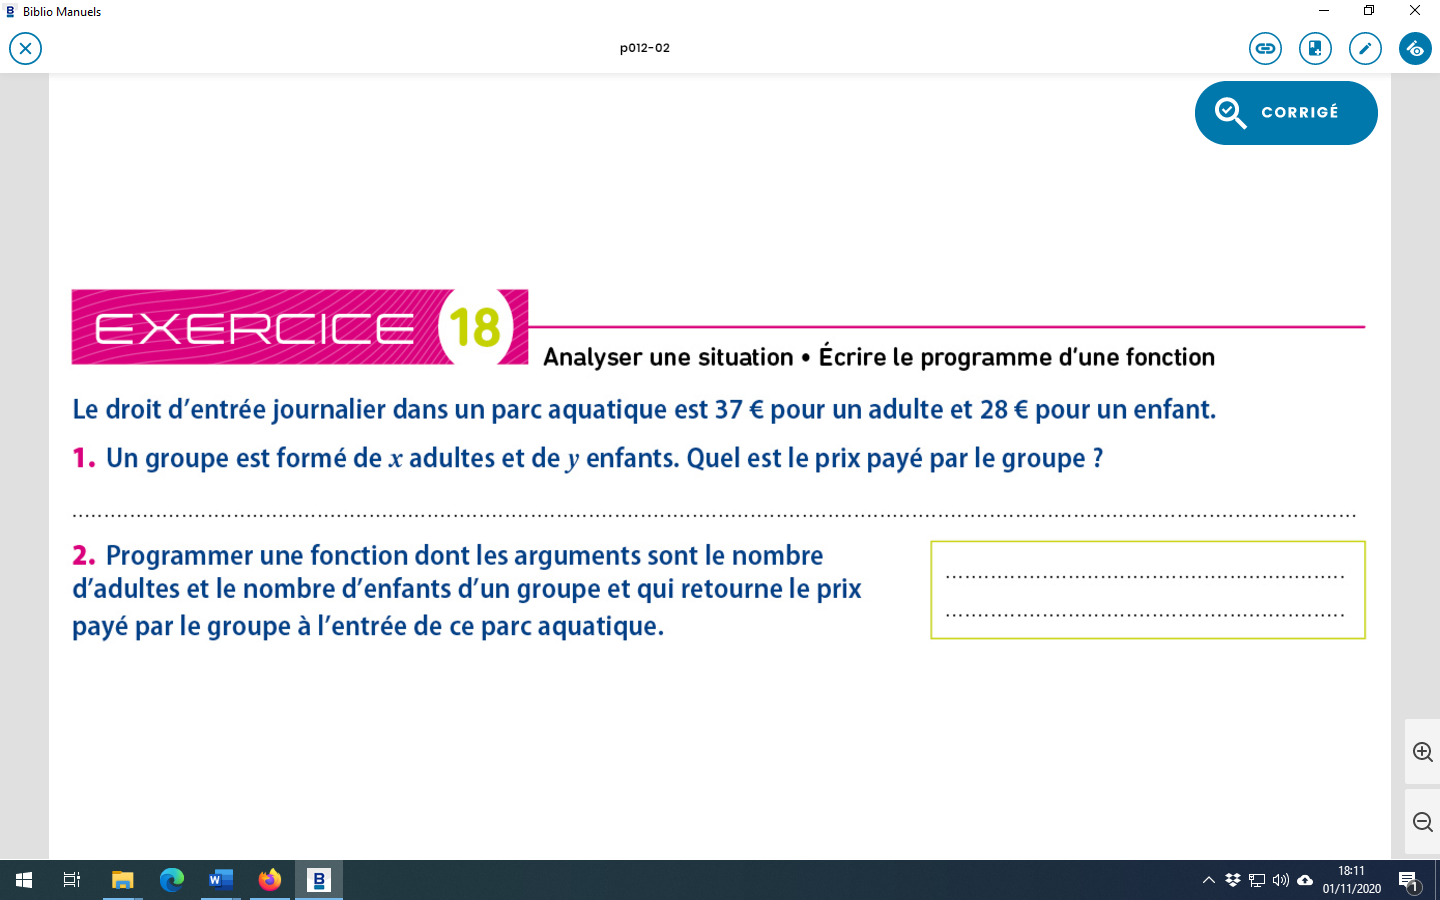 Biblio Manuels
p012-02
CORRIGÉ
EXERCICE 18
Analyser une situation • Écrire le programme d’une fonction
Le droit d’entrée journalier dans un parc aquatique est 37 € pour un adulte et 28 € pour un enfant.
1. Un groupe est formé de x adultes et de y enfants. Quel est le prix payé par le groupe ?
2. Programmer une fonction dont les arguments sont le nombre
d’adultes et le nombre d’enfants d’un groupe et qui retourne le prix
payé par le groupe à l’entrée de ce parc aquatique.
18:11
01/11/2020
1